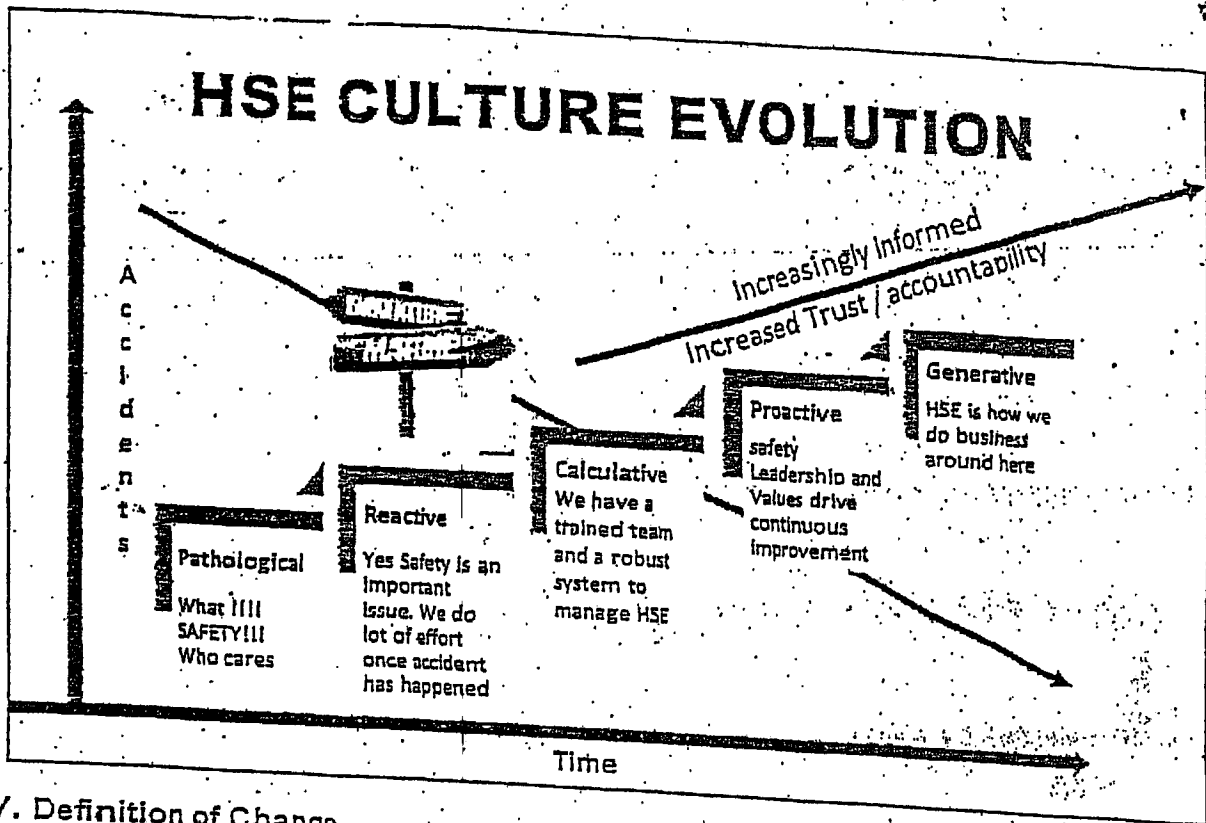 HSE CULTURE EVOLUTION
Accidents
Increasingly Informed
Increased Trust / accountability
Pathological
What !!!!
SAFETY!!!
Who cares
Reactive
Yes Safety is an
Important
Issue. We do
lot of effort
once accident
has happened
Calculative
We have a
trained team
and a robust
system to
manage HSE
Proactive
safety
Leadership and
Values drive
continuous
improvement
Generative
HSE is how we
do business
around here
Time
. Definition of Change